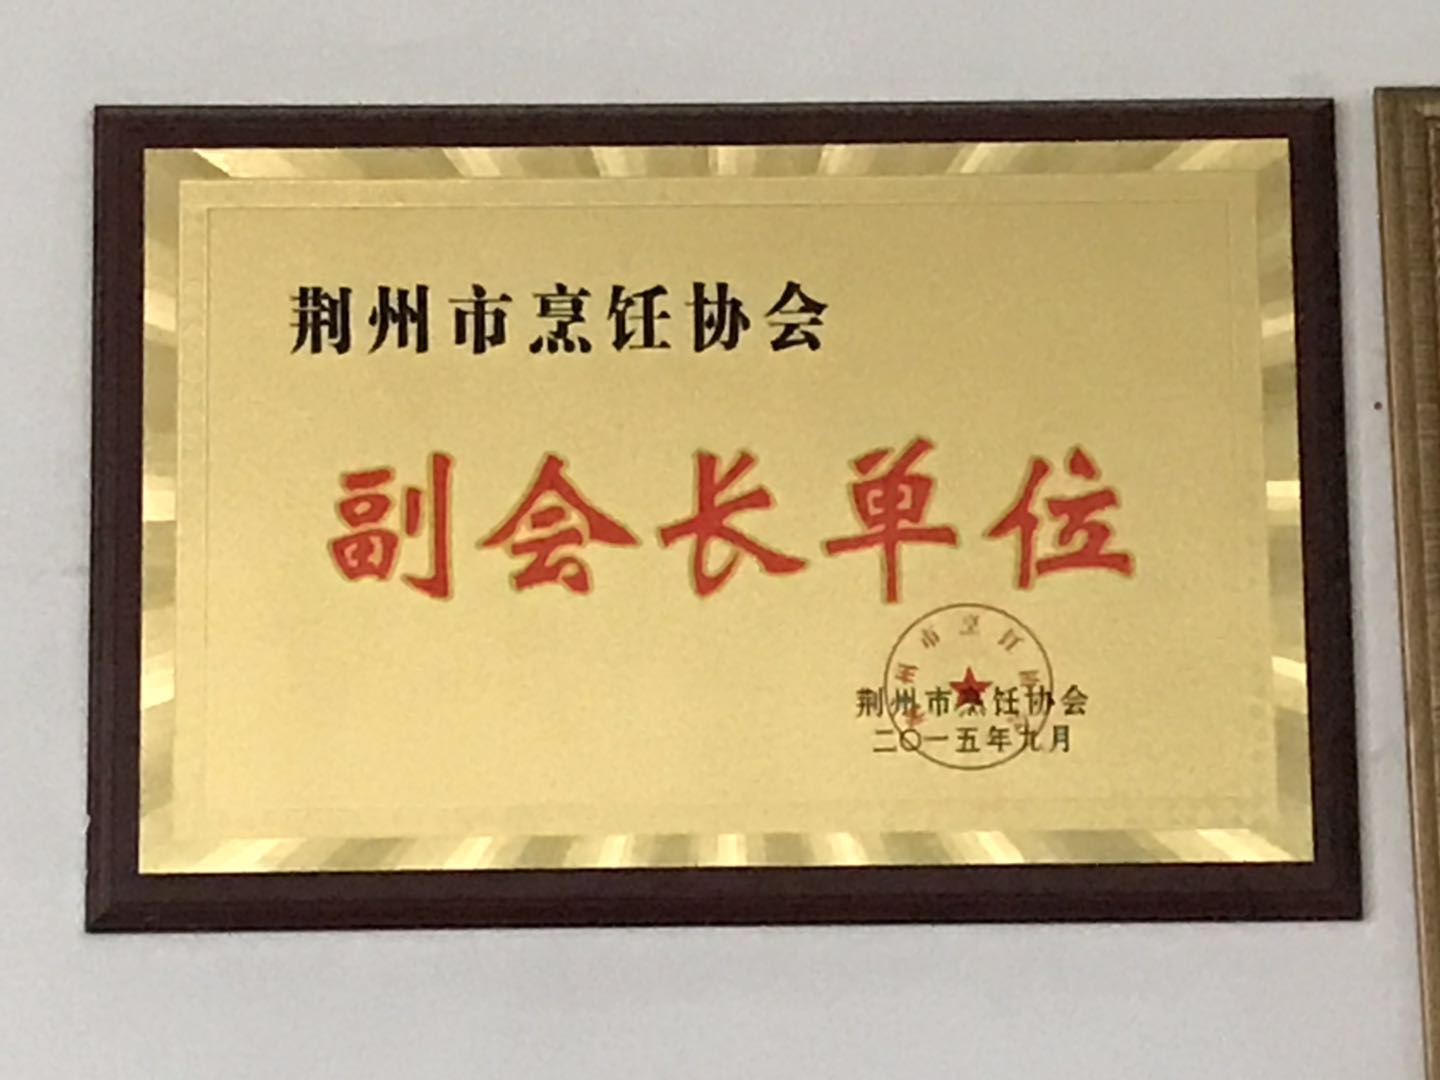 荆州市烹饪协会
副会长单位
荆州市烹饪协会
二〇一五年九月